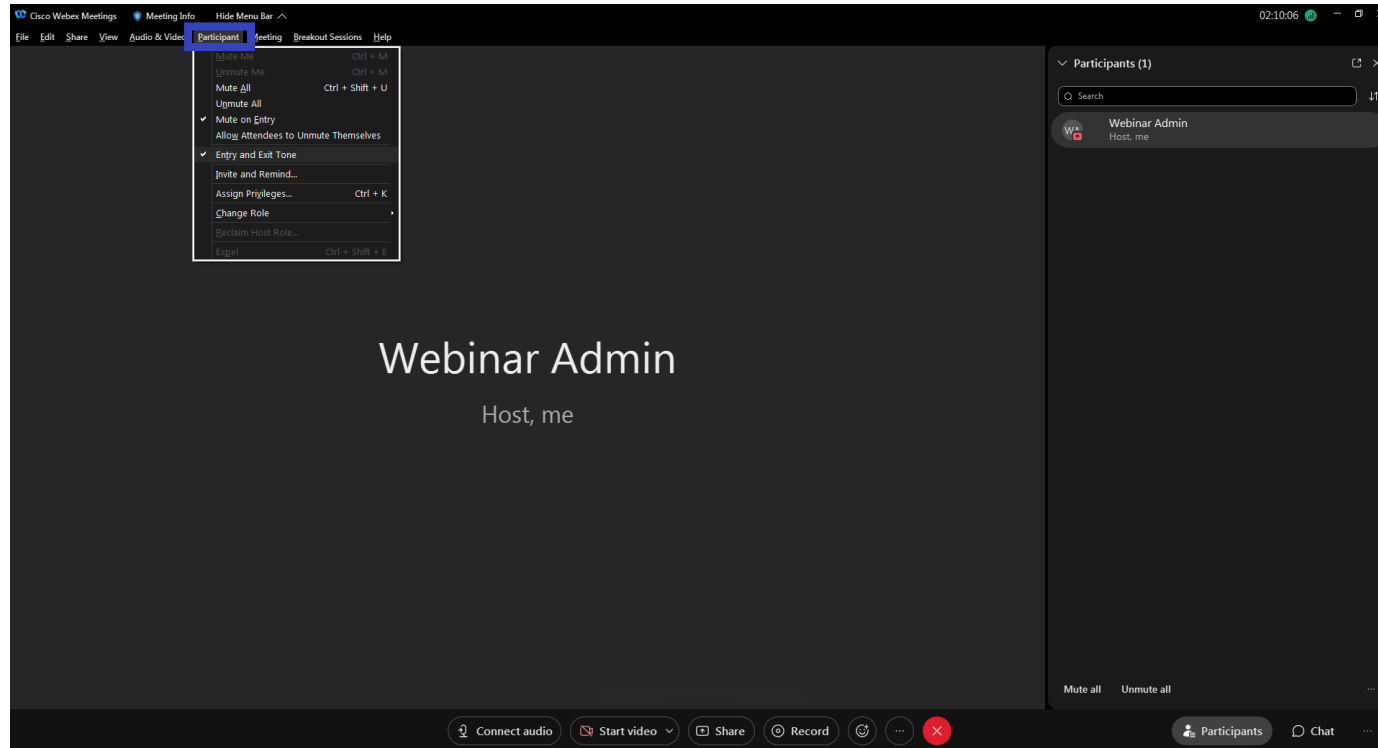 Cisco Webex Meetings Meeting Info Hide Menu Bar 02:10:06
File Edit Share View Audio & Video Participant Meeting Breakout Sessions Help
Mute Me Ctrl + M
Unmute Me Ctrl + M
Mute All Ctrl + Shift + U
Unmute All
Mute on Entry
Allow Attendees to Unmute Themselves
Entry and Exit Tone
Invite and Remind...
Assign Privileges... Ctrl + K
Change Role
Reclaim Host Role...
Expel Ctrl + Shift + E
Webinar Admin
Host, me
Participants (1)
Search
WA
Webinar Admin
Host, me
Mute all Unmute all ...
Connect audio Start video Share Record ... Participants Chat ...